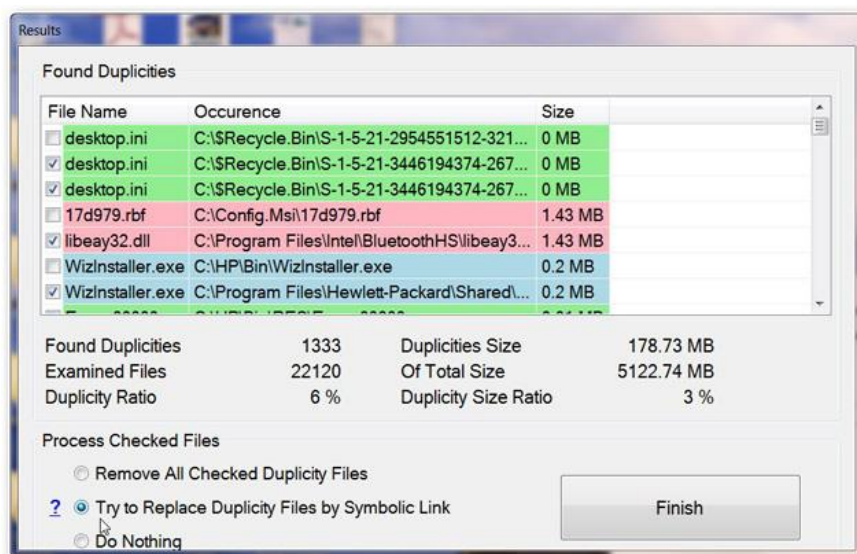 Results
Found Duplicities
File Name Occurence Size
desktop.ini C:\$Recycle.Bin\S-1-5-21-2954551512-321... 0 MB
desktop.ini C:\$Recycle.Bin\S-1-5-21-3446194374-267... 0 MB
desktop.ini C:\$Recycle.Bin\S-1-5-21-3446194374-267... 0 MB
17d979.rbf C:\Config.Msi\17d979.rbf 1.43 MB
libeay32.dll C:\Program Files\Intel\BluetoothHS\libeay3... 1.43 MB
WizInstaller.exe C:\HP\Bin\WizInstaller.exe 0.2 MB
WizInstaller.exe C:\Program Files\Hewlett-Packard\Shared\... 0.2 MB
Found Duplicities 1333 Duplicities Size 178.73 MB
Examined Files 22120 Of Total Size 5122.74 MB
Duplicity Ratio 6 % Duplicity Size Ratio 3 %
Process Checked Files
Remove All Checked Duplicity Files
? Try to Replace Duplicity Files by Symbolic Link
Finish
Do Nothing